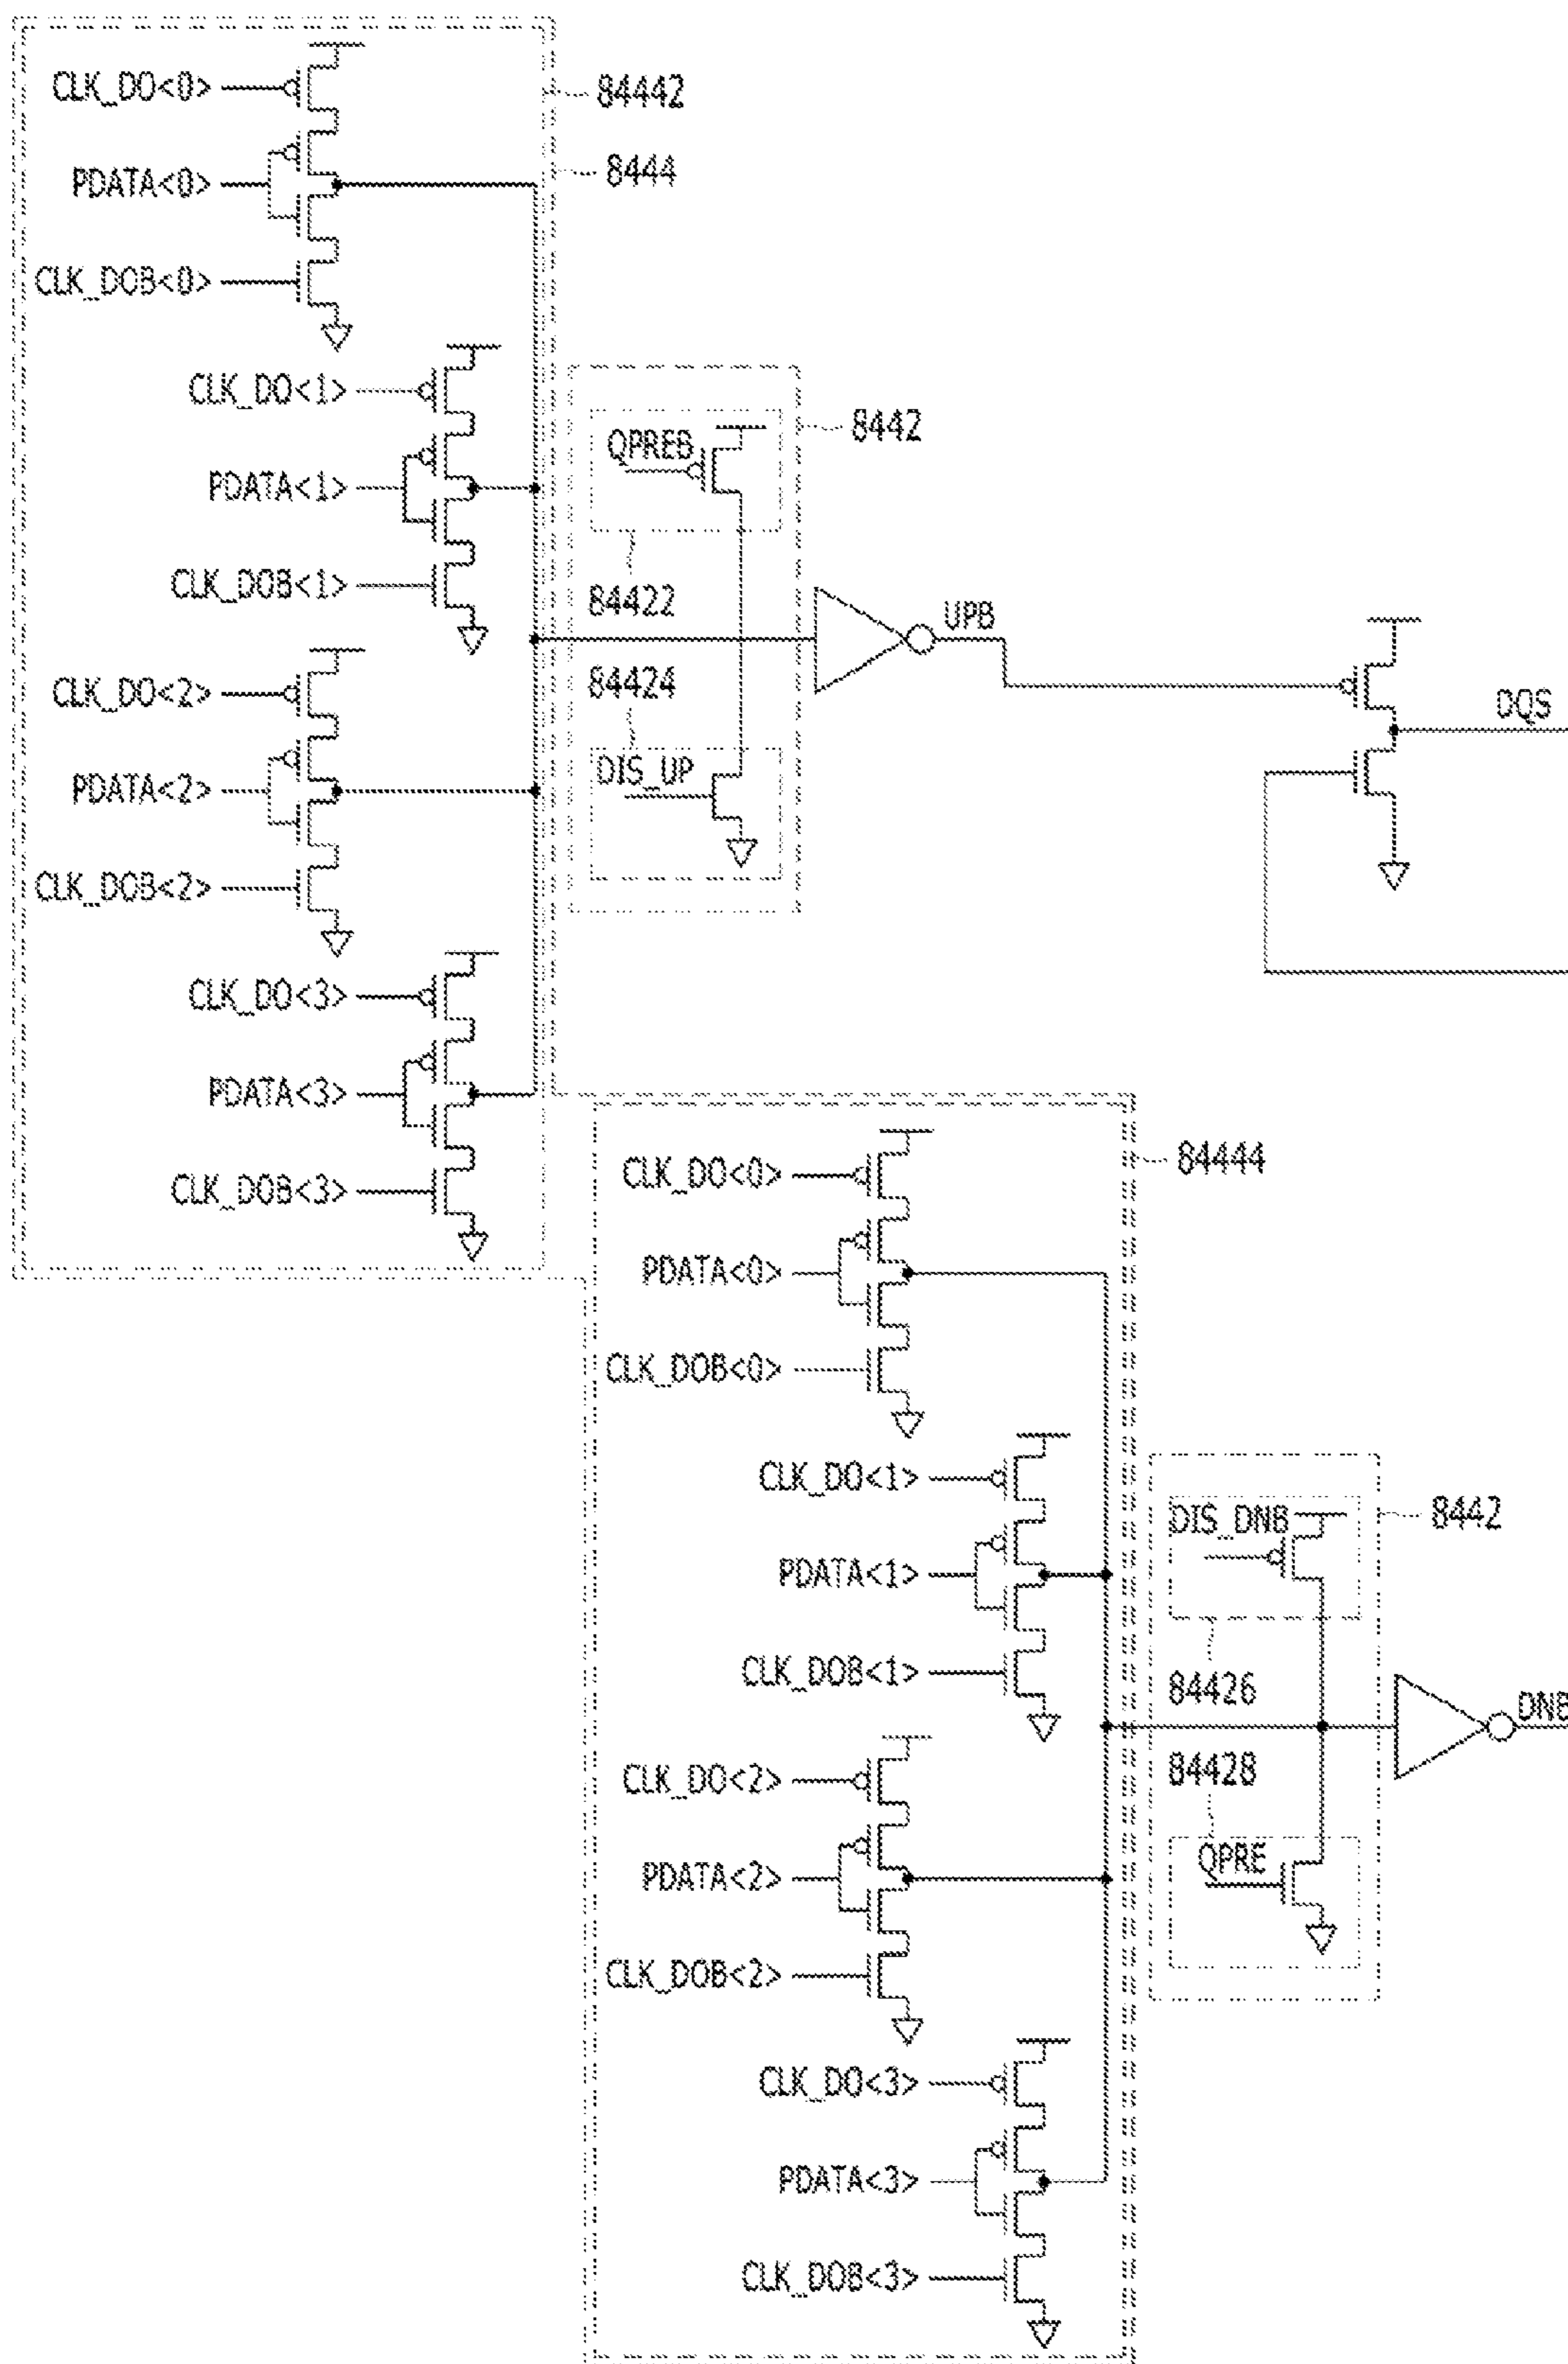 CLK_DO<0>
84442
8444
PDATA<0>
CLK_DOB<0>
CLK_DO<1>
8442
QPREB
PDATA<1>
CLK_DOB<1>
84422
UPB
84424
CLK_DO<2>
DQS
DIS_UP
PDATA<2>
CLK_DOB<2>
CLK_DO<3>
PDATA<3>
84444
CLK_DO<0>
CLK_DOB<3>
PDATA<0>
CLK_DOB<0>
CLK_DO<1>
8442
DIS_DNB
PDATA<1>
CLK_DOB<1>
84426
DNB
84428
CLK_DO<2>
QPRE
PDATA<2>
CLK_DOB<2>
CLK_DO<3>
PDATA<3>
CLK_DOB<3>